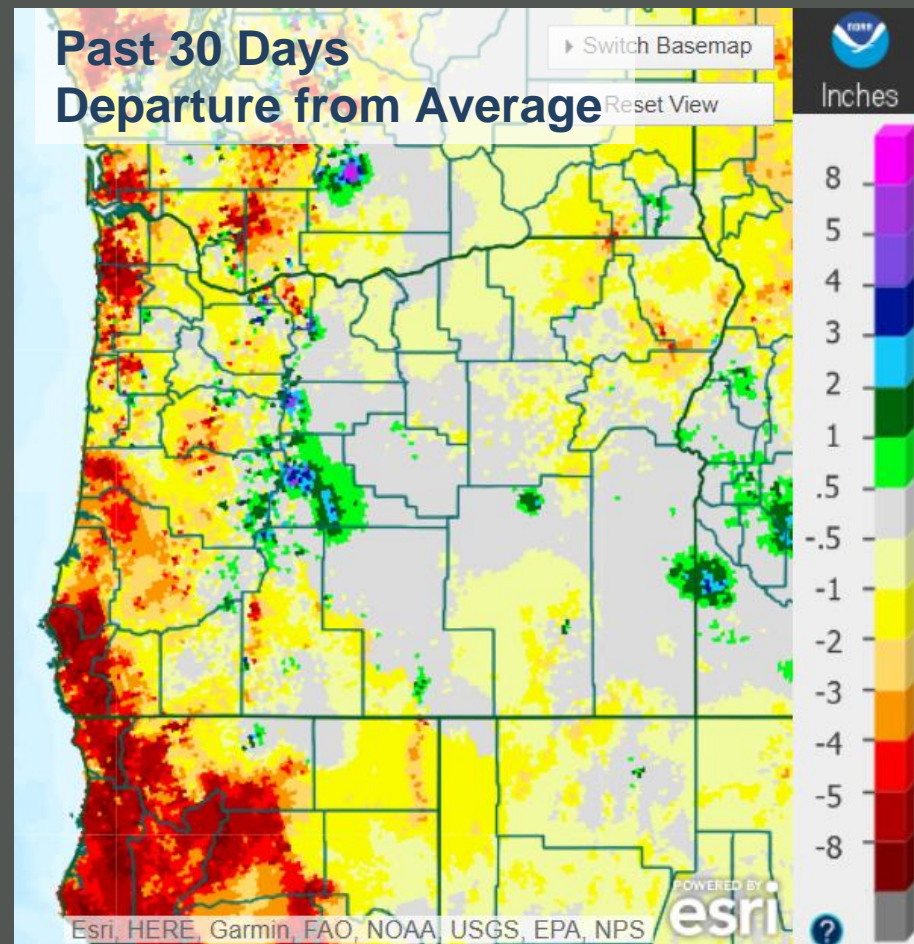 Past 30 Days
Departure from Average
Switch Basemap
Reset View
NOAA
Inches
8
5
4
3
2
1
.5
-.5
-1
-2
-3
-4
-5
-8
POWERED BY
esri
Esri, HERE, Garmin, FAO, NOAA, USGS, EPA, NPS
?